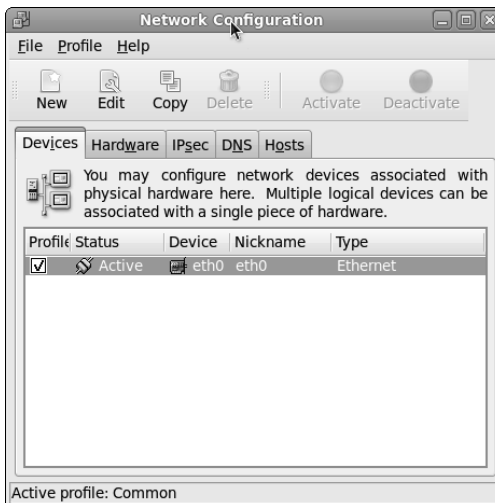 Network Configuration
File Profile Help
New Edit Copy Delete Activate Deactivate
Devices Hardware IPsec DNS Hosts
You may configure network devices associated with
physical hardware here. Multiple logical devices can be
associated with a single piece of hardware.
Profile Status Device Nickname Type
Active eth0 eth0 Ethernet
Active profile: Common